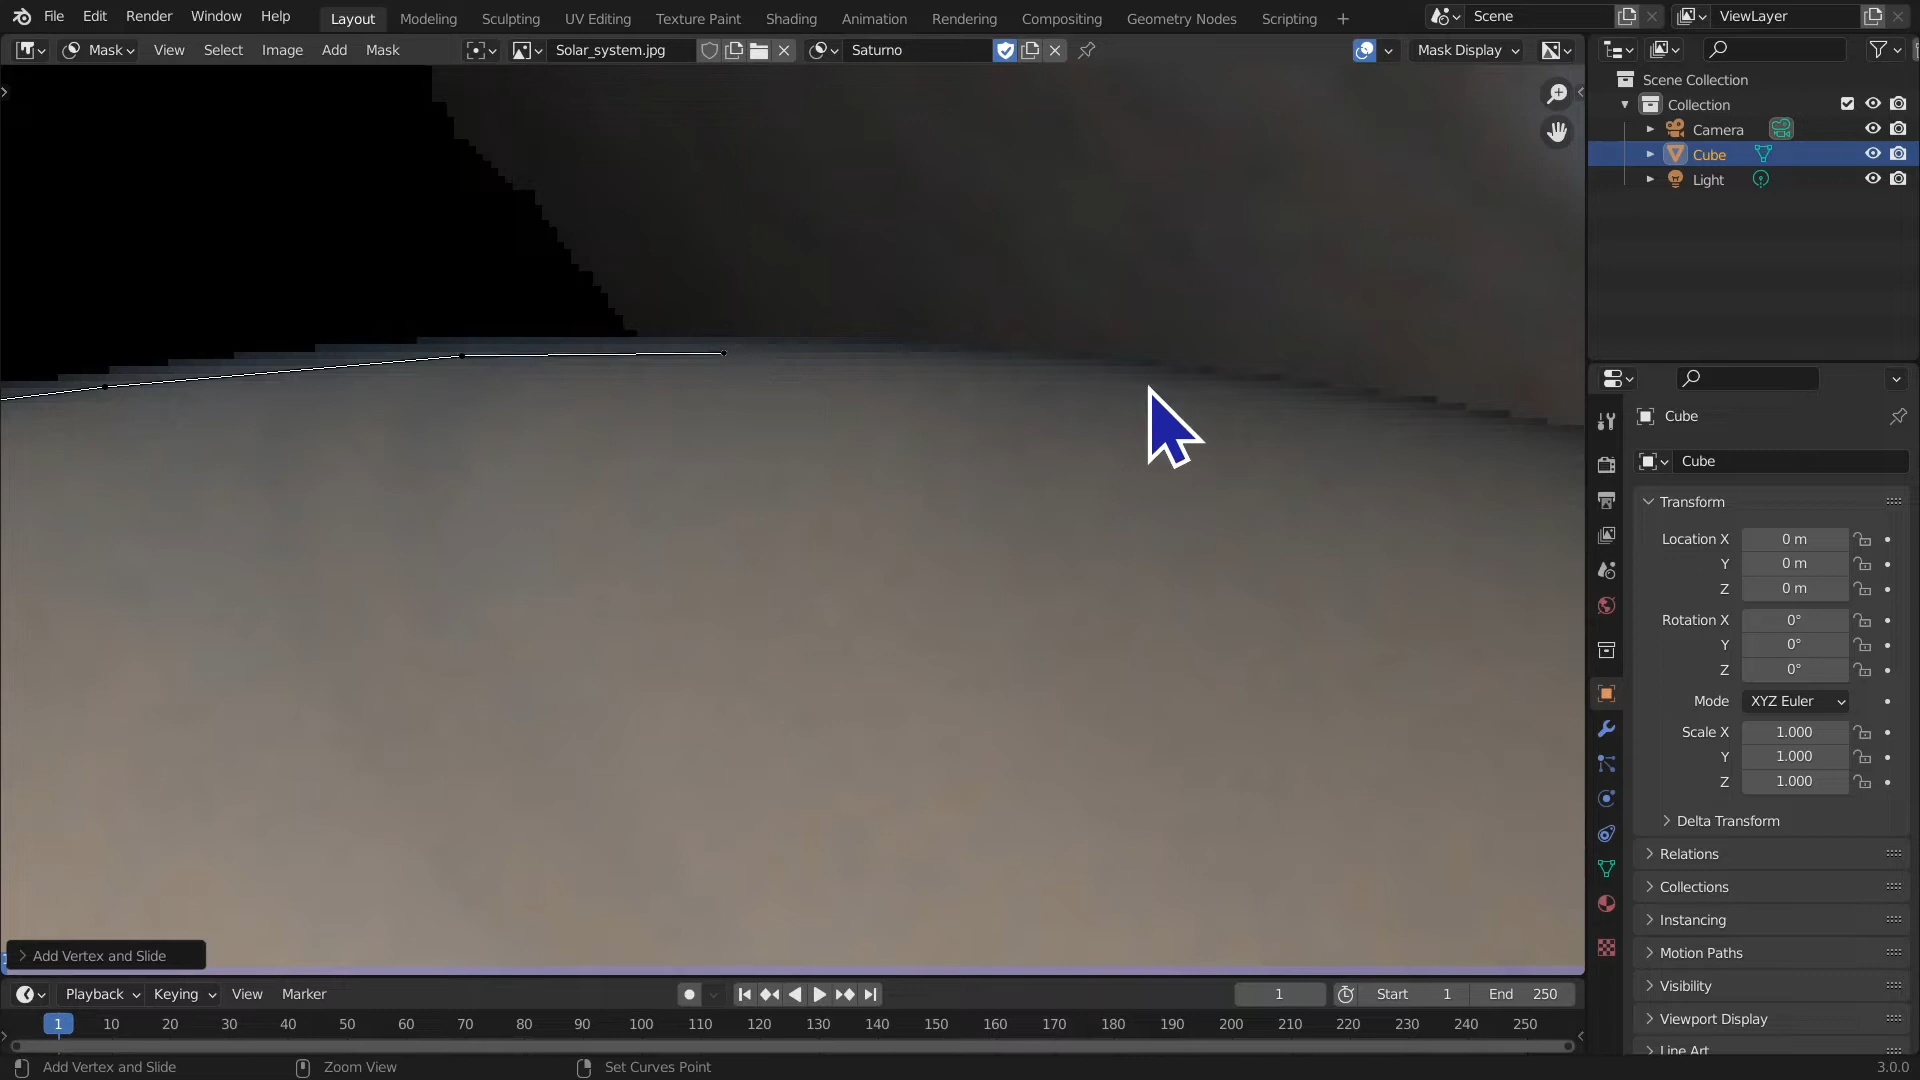 File Edit Render Window Help Layout Modeling Sculpting UV Editing Texture Paint Shading Animation Rendering Compositing Geometry Nodes Scripting + Scene ViewLayer
Mask View Select Image Add Mask Solar_system.jpg Saturno Mask Display
Scene Collection
Collection
Camera
Cube
Light
Cube
Cube
Transform
Location X 0 m
Y 0 m
Z 0 m
Rotation X 0°
Y 0°
Z 0°
Mode XYZ Euler
Scale X 1.000
Y 1.000
Z 1.000
Delta Transform
Relations
Collections
Instancing
Motion Paths
Visibility
Viewport Display
Line Art
Add Vertex and Slide
Playback Keying View Marker 1 Start 1 End 250
1 10 20 30 40 50 60 70 80 90 100 110 120 130 140 150 160 170 180 190 200 210 220 230 240 250
Add Vertex and Slide Zoom View Set Curves Point 3.0.0